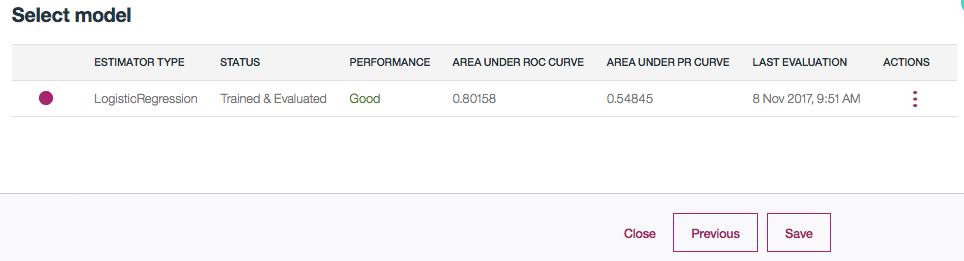 Select model
ESTIMATOR TYPE STATUS PERFORMANCE AREA UNDER ROC CURVE AREA UNDER PR CURVE LAST EVALUATION ACTIONS
LogisticRegression Trained & Evaluated Good 0.80158 0.54845 8 Nov 2017, 9:51 AM
Close Previous Save